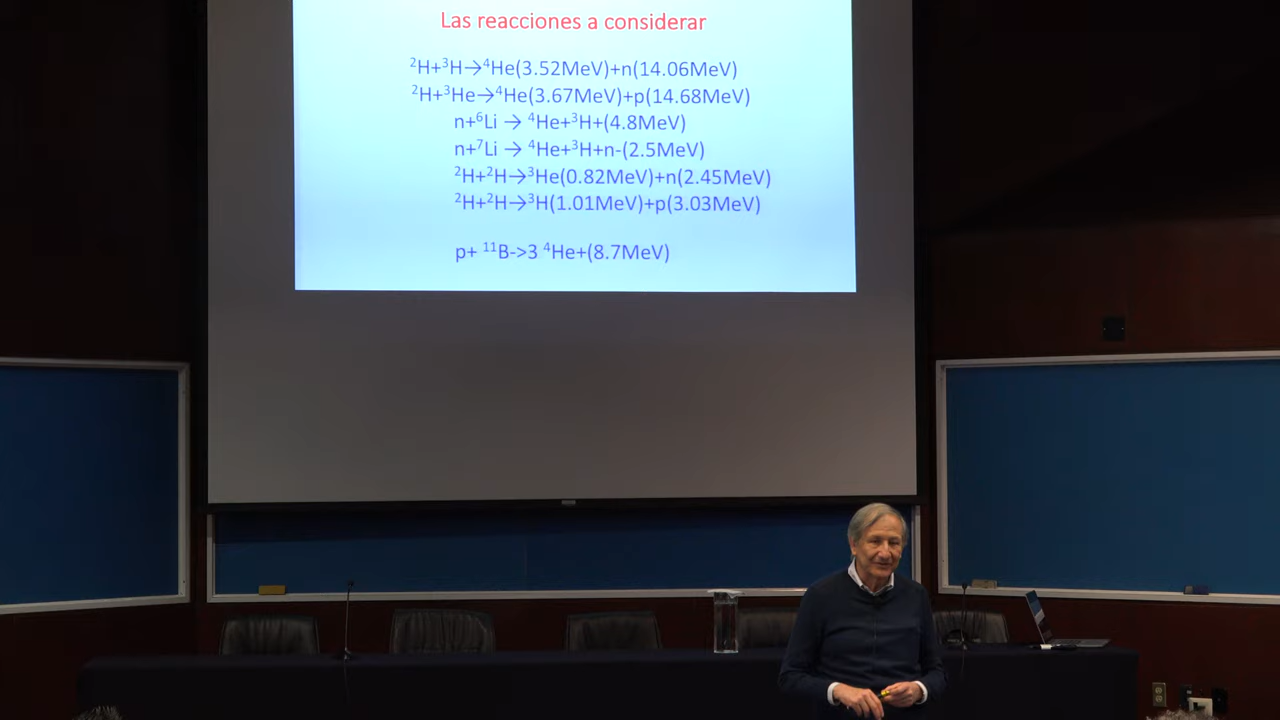 Las reacciones a considerar
²H+³H→⁴He(3.52MeV)+n(14.06MeV)
²H+³He→⁴He(3.67MeV)+p(14.68MeV)
n+⁶Li → ⁴He+³H+(4.8MeV)
n+⁷Li → ⁴He+³H+n-(2.5MeV)
²H+²H→³He(0.82MeV)+n(2.45MeV)
²H+²H→³H(1.01MeV)+p(3.03MeV)
p+ ¹¹B->3 ⁴He+(8.7MeV)